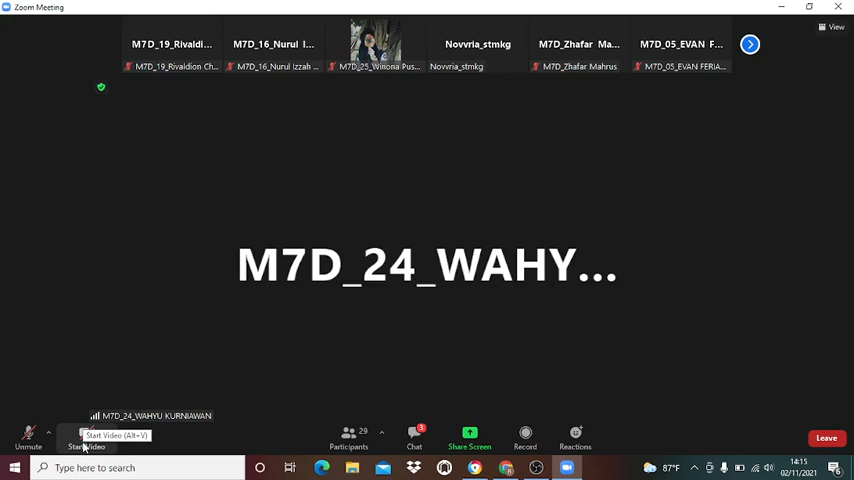 Zoom Meeting
View
M7D_19_Rivaldi...
M7D_16_Nurul I...
Novvria_stmkg
M7D_Zhafar Ma...
M7D_05_EVAN F...
M7D_19_Rivaldion Ch...
M7D_16_Nurul Izzah ...
M7D_25_Winona Pus...
Novvria_stmkg
M7D_Zhafar Mahrus
M7D_05_EVAN FERIA...
M7D_24_WAHY...
M7D_24_WAHYU KURNIAWAN
Start Video (Alt+V)
29
3
Unmute
Start Video
Participants
Chat
Share Screen
Record
Reactions
Leave
Type here to search
87°F
14:15
02/11/2021
6